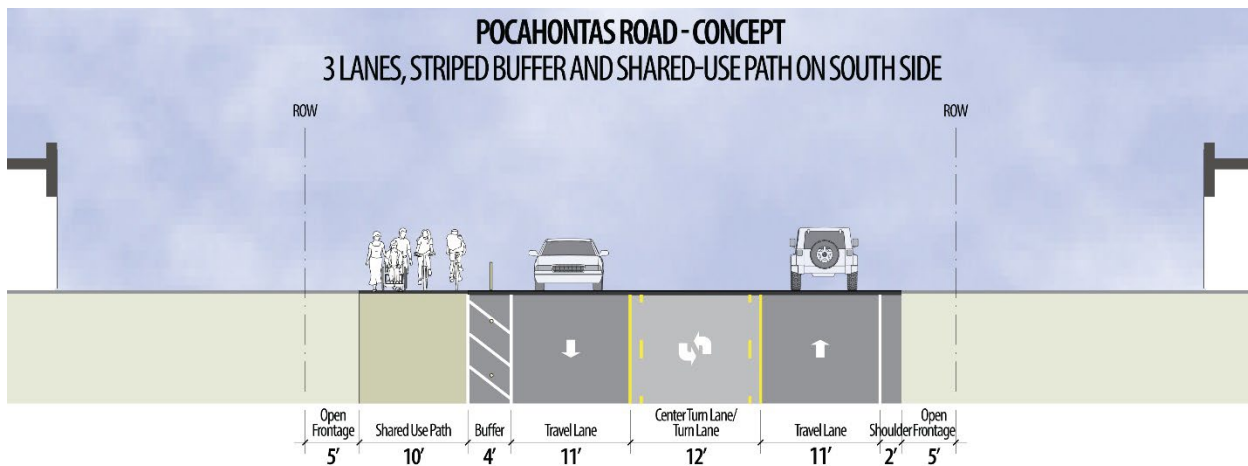 POCAHONTAS ROAD - CONCEPT
3 LANES, STRIPED BUFFER AND SHARED-USE PATH ON SOUTH SIDE
ROW
ROW
Open
Frontage
Shared Use Path
Buffer
Travel Lane
Center Turn Lane/
Turn Lane
Travel Lane
Shoulder
Open
Frontage
5' 10' 4' 11' 12' 11' 2' 5'